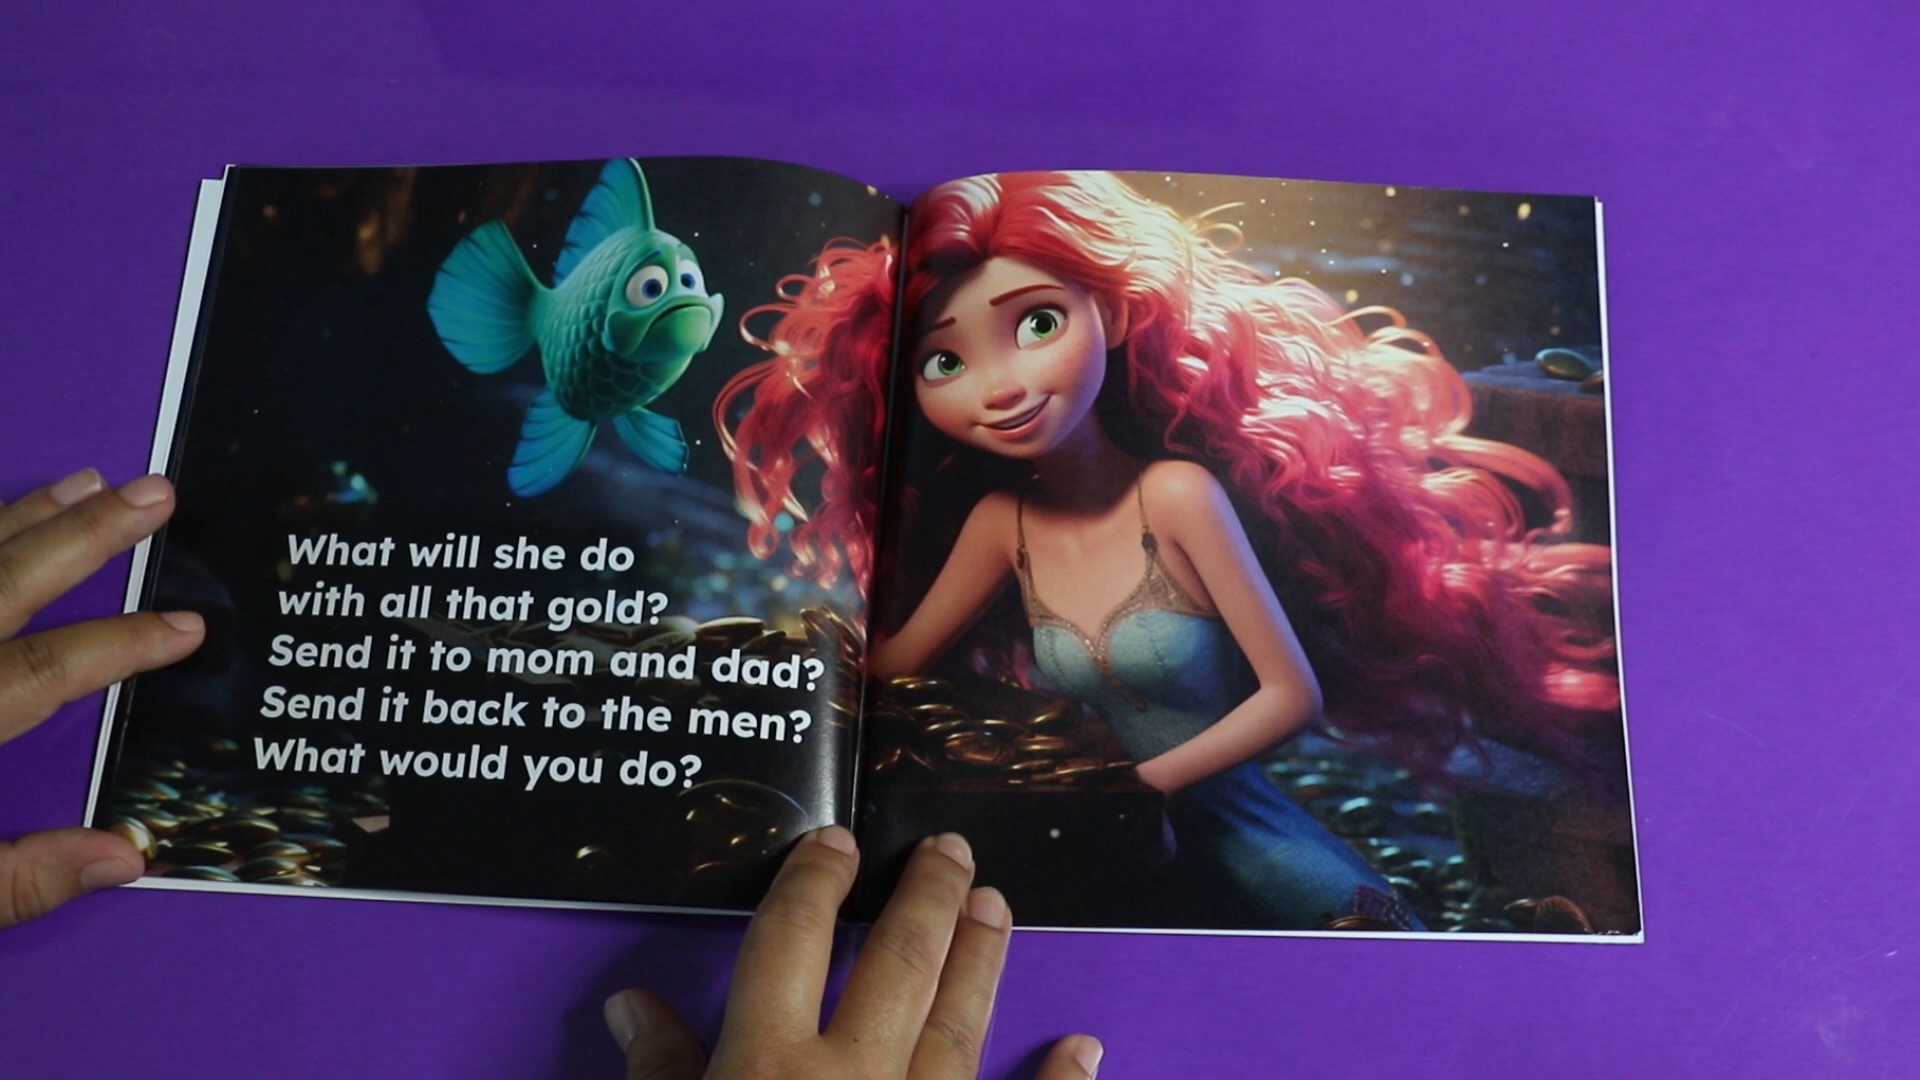 What will she do
with all that gold?
Send it to mom and dad?
Send it back to the men?
What would you do?